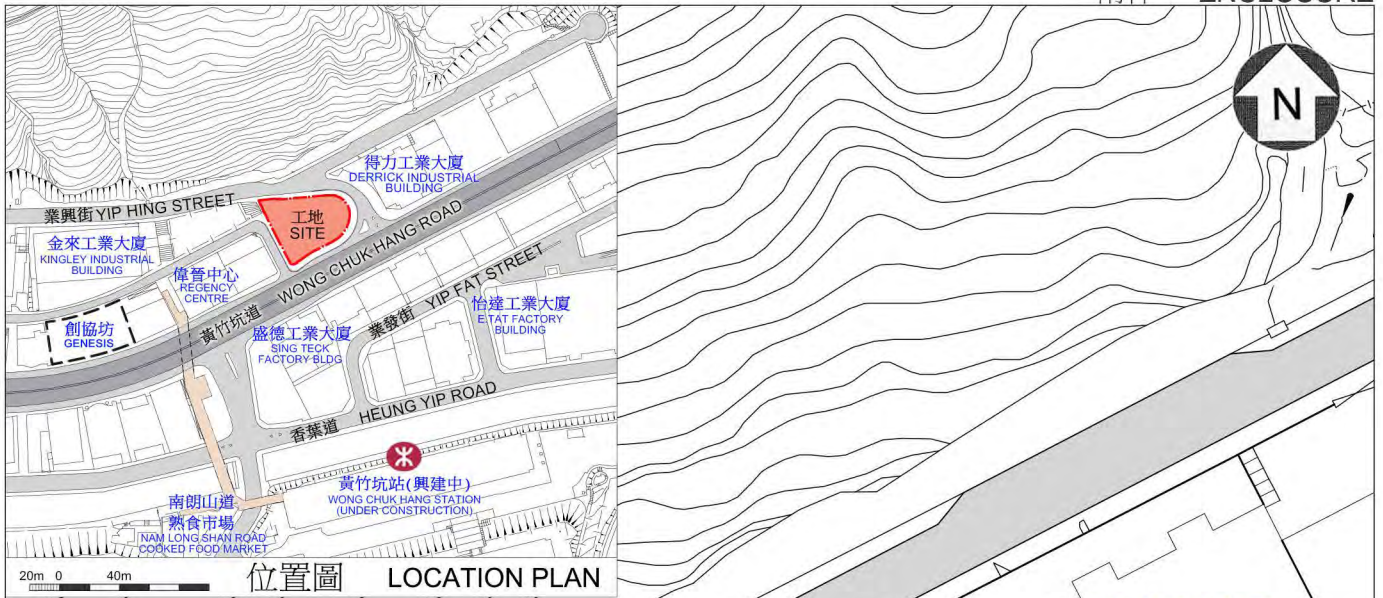 ENCLOSURE
N
得力工業大廈
DERRICK INDUSTRIAL
BUILDING
業興街 YIP HING STREET
工地
SITE
金來工業大廈
KINGLEY INDUSTRIAL
BUILDING
偉晉中心
REGENCY
CENTRE
黃竹坑道 WONG CHUK HANG ROAD
創協坊
GENESIS
盛德工業大廈
SING TECK
FACTORY BLDG
業發街 YIP FAT STREET
怡達工業大廈
E TAT FACTORY
BUILDING
香葉道 HEUNG YIP ROAD
黃竹坑站(興建中)
WONG CHUK HANG STATION
(UNDER CONSTRUCTION)
南朗山道
熟食市場
NAM LONG SHAN ROAD
COOKED FOOD MARKET
20m 0 40m
位置圖 LOCATION PLAN